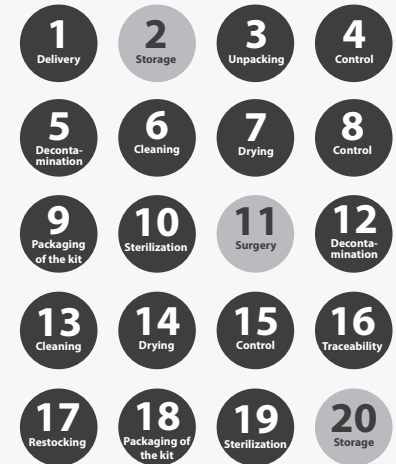 1
Delivery
2
Storage
3
Unpacking
4
Control
5
Deconta-
mination
6
Cleaning
7
Drying
8
Control
9
Packaging
of the kit
10
Sterilization
11
Surgery
12
Deconta-
mination
13
Cleaning
14
Drying
15
Control
16
Traceability
17
Restocking
18
Packaging of
the kit
19
Sterilization
20
Storage